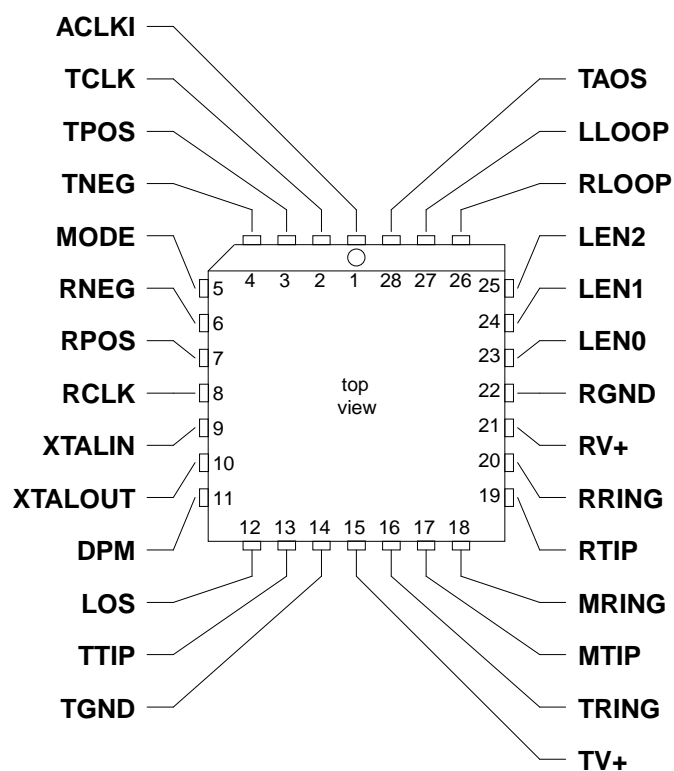 ACLKI
TCLK
TPOS
TNEG
MODE
RNEG
RPOS
RCLK
XTALIN
XTALOUT
DPM
LOS
TTIP
TGND
TAOS
LLOOP
RLOOP
LEN2
LEN1
LEN0
RGND
RV+
RRING
RTIP
MRING
MTIP
TRING
TV+
4 3 2 1 28 27 26
5
6
7
8
9
10
11
25
24
23
22
21
20
19
top
view
12 13 14 15 16 17 18